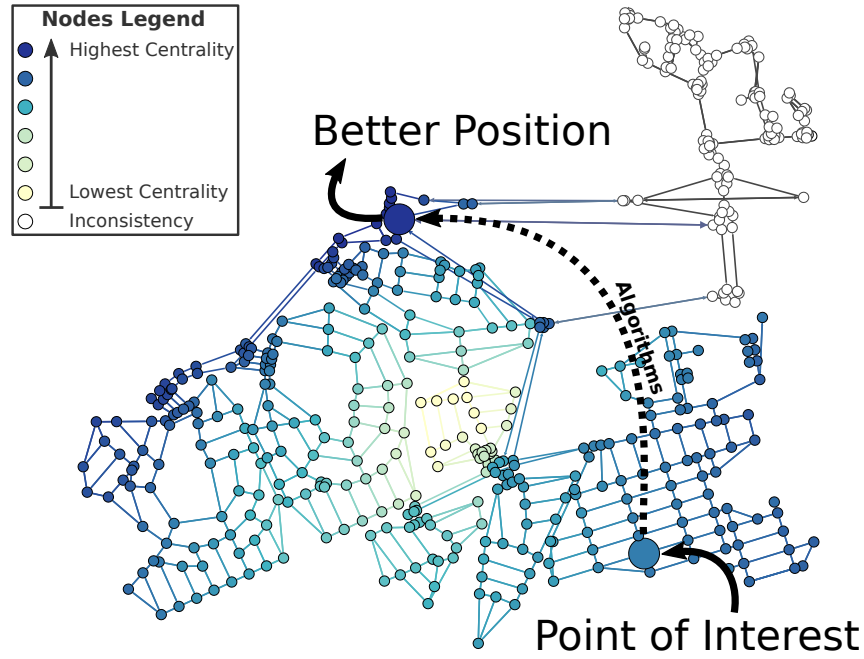 Nodes Legend
Highest Centrality
Lowest Centrality
Inconsistency
Better Position
Algorithms
Point of Interest